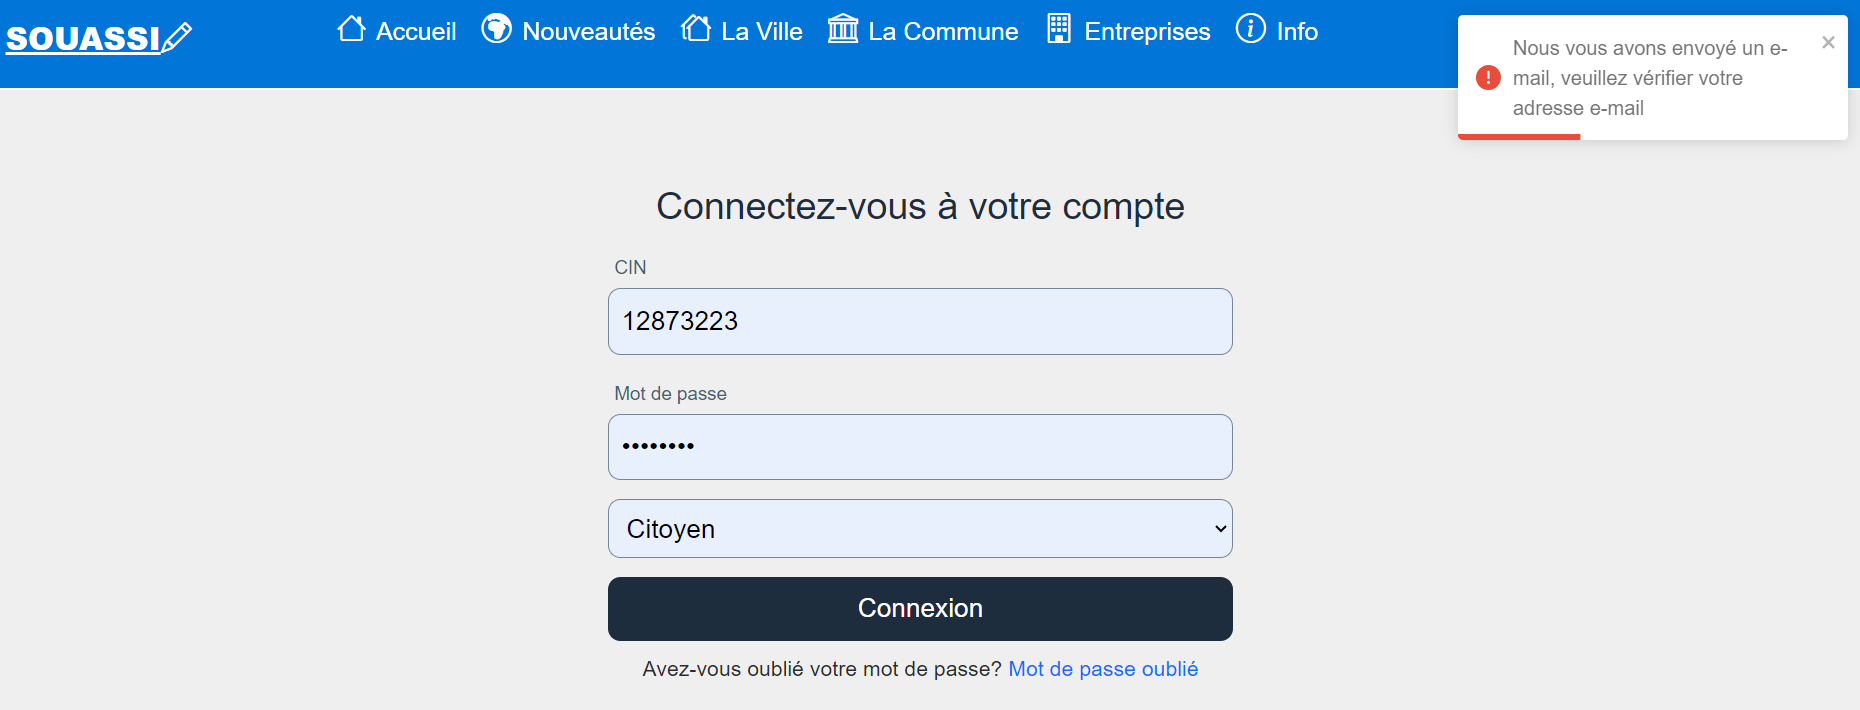 SOUASSI
Accueil
Nouveautés
La Ville
La Commune
Entreprises
Info
Nous vous avons envoyé un e-
mail, veuillez vérifier votre
adresse e-mail
Connectez-vous à votre compte
CIN
12873223
Mot de passe
••••••••
Citoyen
Connexion
Avez-vous oublié votre mot de passe? Mot de passe oublié